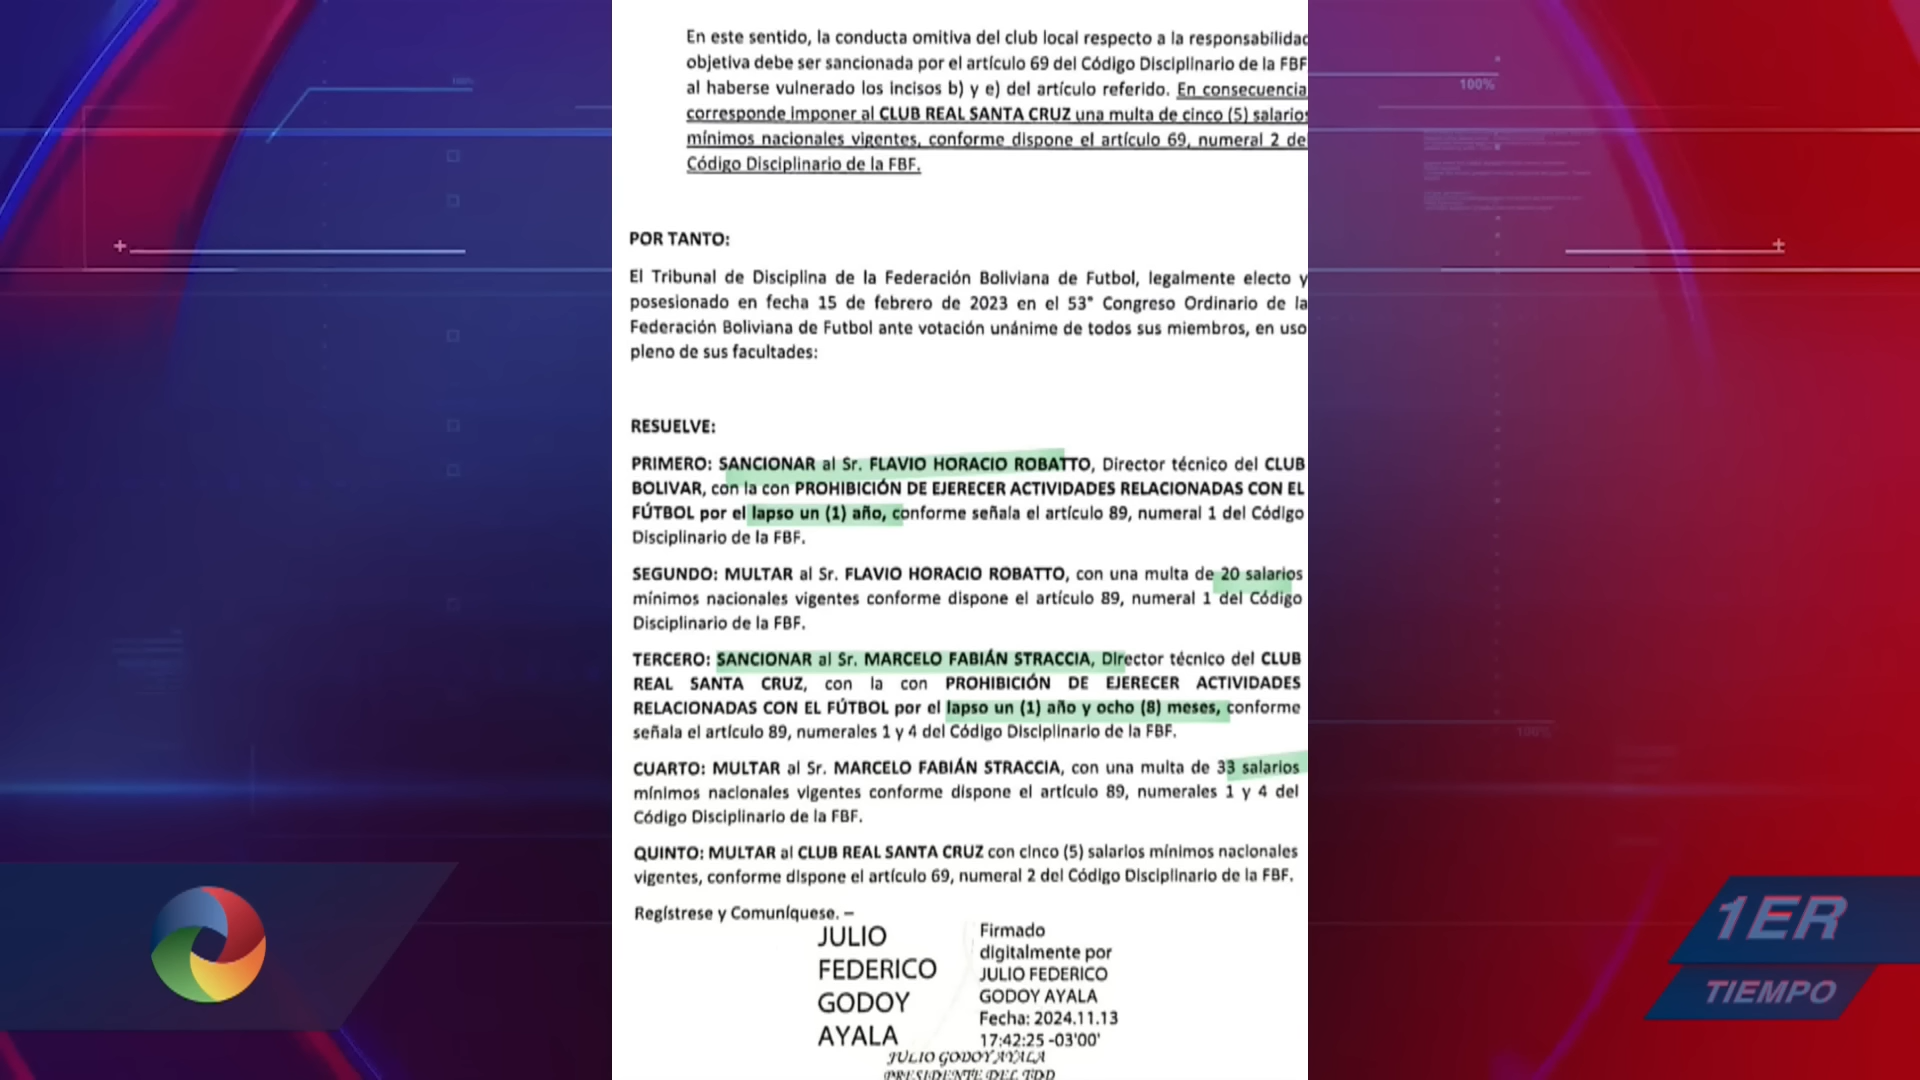 En este sentido, la conducta omitiva del club local respecto a la responsabilidad
objetiva debe ser sancionada por el artículo 69 del Código Disciplinario de la FBF
al haberse vulnerado los incisos b) y e) del artículo referido. En consecuencia
corresponde imponer al CLUB REAL SANTA CRUZ una multa de cinco (5) salarios
mínimos nacionales vigentes, conforme dispone el artículo 69, numeral 2 de
Código Disciplinario de la FBF.
POR TANTO:
El Tribunal de Disciplina de la Federación Boliviana de Futbol, legalmente electo y
posesionado en fecha 15 de febrero de 2023 en el 53° Congreso Ordinario de la
Federación Boliviana de Futbol ante votación unánime de todos sus miembros, en uso
pleno de sus facultades:
RESUELVE:
PRIMERO: SANCIONAR al Sr. FLAVIO HORACIO ROBATTO, Director técnico del CLUB
BOLIVAR, con la con PROHIBICIÓN DE EJERECER ACTIVIDADES RELACIONADAS CON EL
FÚTBOL por el lapso un (1) año, conforme señala el artículo 89, numeral 1 del Código
Disciplinario de la FBF.
SEGUNDO: MULTAR al Sr. FLAVIO HORACIO ROBATTO, con una multa de 20 salarios
mínimos nacionales vigentes conforme dispone el artículo 89, numeral 1 del Código
Disciplinario de la FBF.
TERCERO: SANCIONAR al Sr. MARCELO FABIÁN STRACCIA, Director técnico del CLUB
REAL SANTA CRUZ, con la con PROHIBICIÓN DE EJERECER ACTIVIDADES
RELACIONADAS CON EL FÚTBOL por el lapso un (1) año y ocho (8) meses, conforme
señala el artículo 89, numerales 1 y 4 del Código Disciplinario de la FBF.
CUARTO: MULTAR al Sr. MARCELO FABIÁN STRACCIA, con una multa de 33 salarios
mínimos nacionales vigentes conforme dispone el artículo 89, numerales 1 y 4 del
Código Disciplinario de la FBF.
QUINTO: MULTAR al CLUB REAL SANTA CRUZ con cinco (5) salarios mínimos nacionales
vigentes, conforme dispone el artículo 69, numeral 2 del Código Disciplinario de la FBF.
Regístrese y Comuníquese. –
JULIO
FEDERICO
GODOY
AYALA
Firmado
digitalmente por
JULIO FEDERICO
GODOY AYALA
Fecha: 2024.11.13
17:42:25 -03'00'
JULIO GODOY AYALA
PRESIDENTE DEL TDD
100%
100%
100%
1ER
TIEMPO